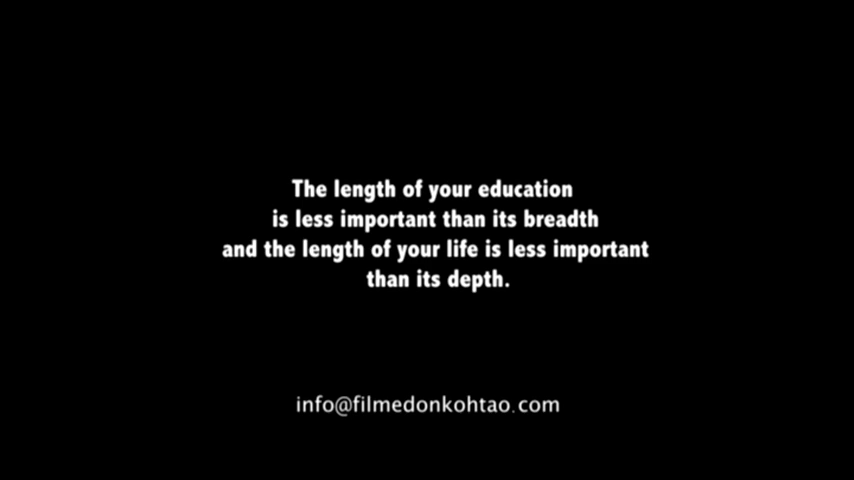 The length of your education
is less important than its breadth
and the length of your life is less important
than its depth.
info@filmedonkohtao.com